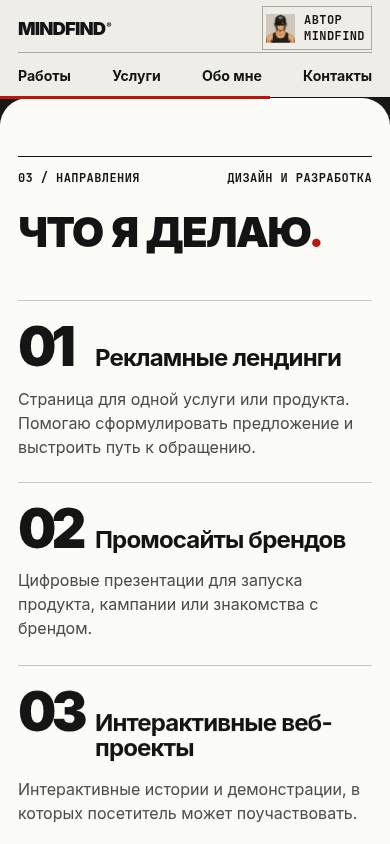 MINDFIND®
АВТОР
MINDFIND
Работы Услуги Обо мне Контакты
03 / НАПРАВЛЕНИЯ ДИЗАЙН И РАЗРАБОТКА
ЧТО Я ДЕЛАЮ.
01 Рекламные лендинги
Страница для одной услуги или продукта.
Помогаю сформулировать предложение и
выстроить путь к обращению.
02 Промосайты брендов
Цифровые презентации для запуска
продукта, кампании или знакомства с
брендом.
03 Интерактивные веб-
проекты
Интерактивные истории и демонстрации, в
которых посетитель может поучаствовать.